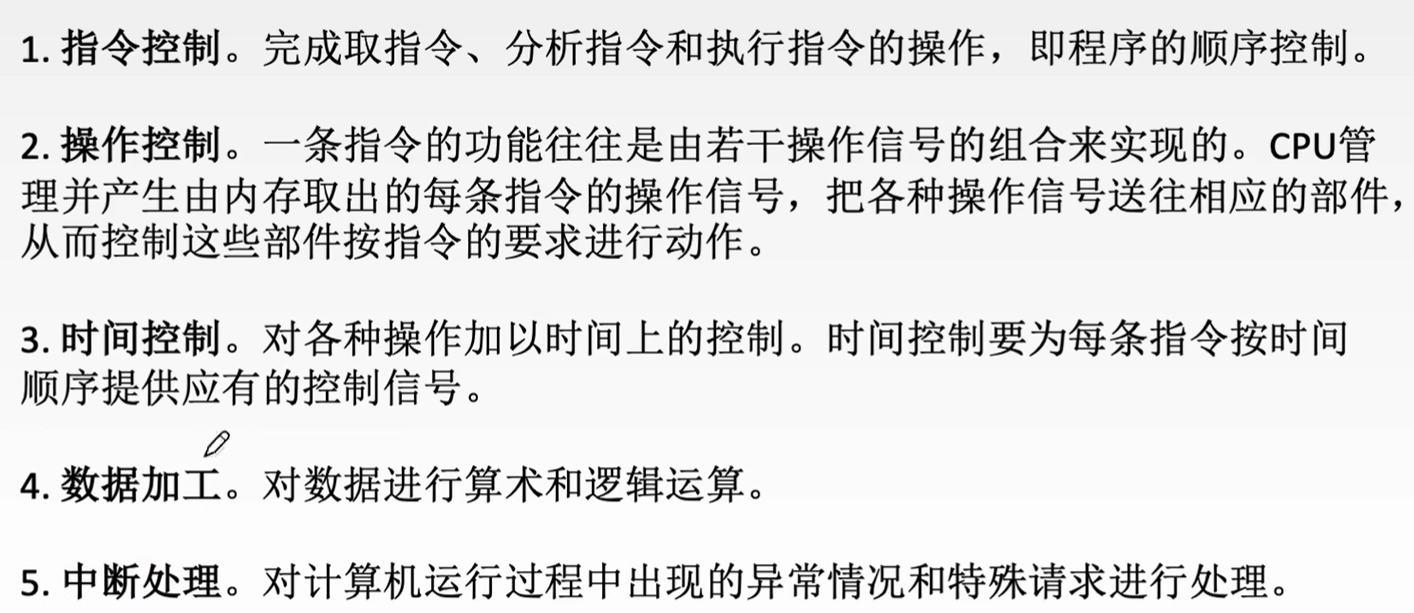 1. 指令控制。完成取指令、分析指令和执行指令的操作，即程序的顺序控制。
2. 操作控制。一条指令的功能往往是由若干操作信号的组合来实现的。CPU管
理并产生由内存取出的每条指令的操作信号，把各种操作信号送往相应的部件，
从而控制这些部件按指令的要求进行动作。
3. 时间控制。对各种操作加以时间上的控制。时间控制要为每条指令按时间
顺序提供应有的控制信号。
4. 数据加工。对数据进行算术和逻辑运算。
5. 中断处理。对计算机运行过程中出现的异常情况和特殊请求进行处理。